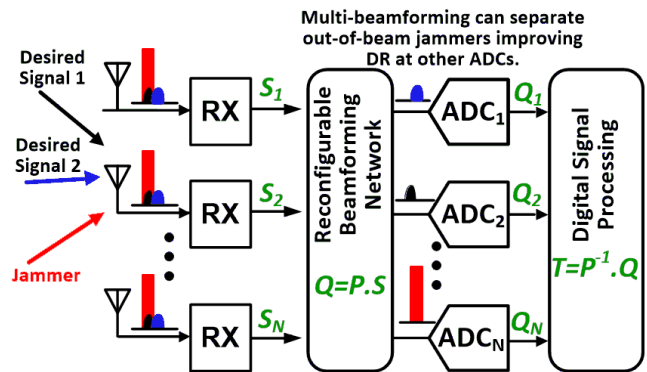 Multi-beamforming can separate
out-of-beam jammers improving
DR at other ADCs.
Desired
Signal 1
Desired
Signal 2
Jammer
RX
S1
RX
S2
RX
SN
Reconfigurable
Beamforming
Network
Q=P.S
ADC1
Q1
ADC2
Q2
ADCN
QN
Digital Signal
Processing
T=P⁻¹.Q